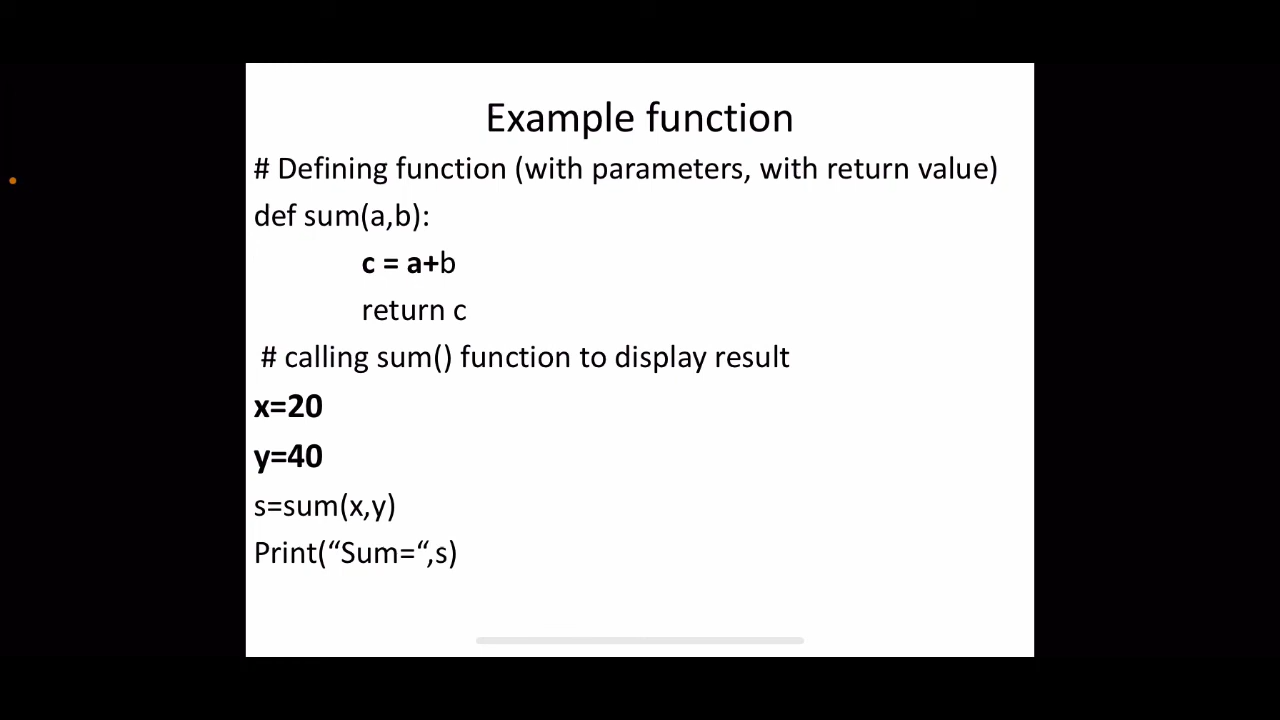 Example function
# Defining function (with parameters, with return value)
def sum(a,b):
c = a+b
return c
# calling sum() function to display result
x=20
y=40
s=sum(x,y)
Print(“Sum=“,s)